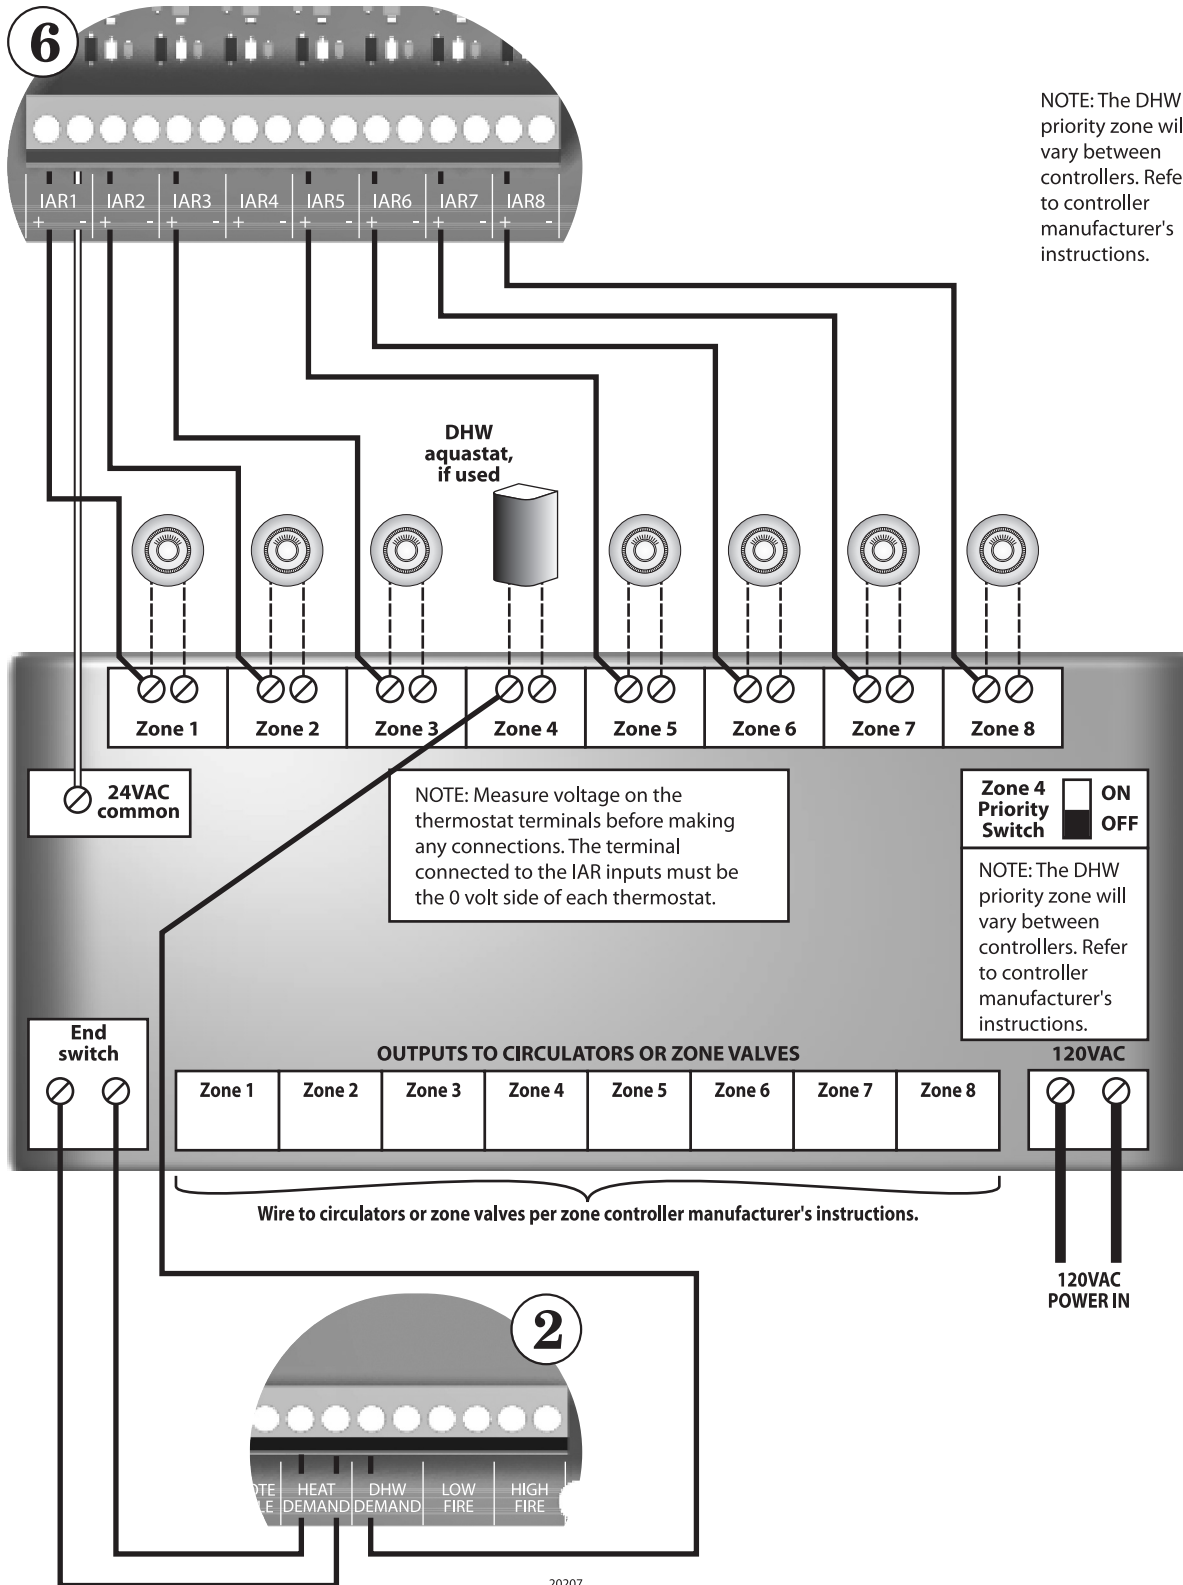 6
NOTE: The DHW
priority zone
vary between
controllers.
to controller
manufacturer's
instructions.
IAR1 IAR2 IAR3 IAR4 IAR5 IAR6 IAR7 IAR8
+ - + - + - + - + - + - + -
DHW
aquastat,
if used
Zone 1 Zone 2 Zone 3 Zone 4 Zone 5 Zone 6 Zone 7 Zone 8
24VAC
common
NOTE: Measure voltage on the
thermostat terminals before making
any connections. The terminal
connected to the IAR inputs must be
the 0 volt side of each thermostat.
Zone 4
Priority
Switch
ON
OFF
NOTE: The DHW
priority zone will
vary between
controllers. Refer
to controller
manufacturer's
instructions.
End
switch
OUTPUTS TO CIRCULATORS OR ZONE VALVES
120VAC
Zone 1 Zone 2 Zone 3 Zone 4 Zone 5 Zone 6 Zone 7 Zone 8
Wire to circulators or zone valves per zone controller manufacturer's instructions.
120VAC
POWER IN
2
HEAT
DEMAND
DHW
DEMAND
LOW
FIRE
HIGH
FIRE